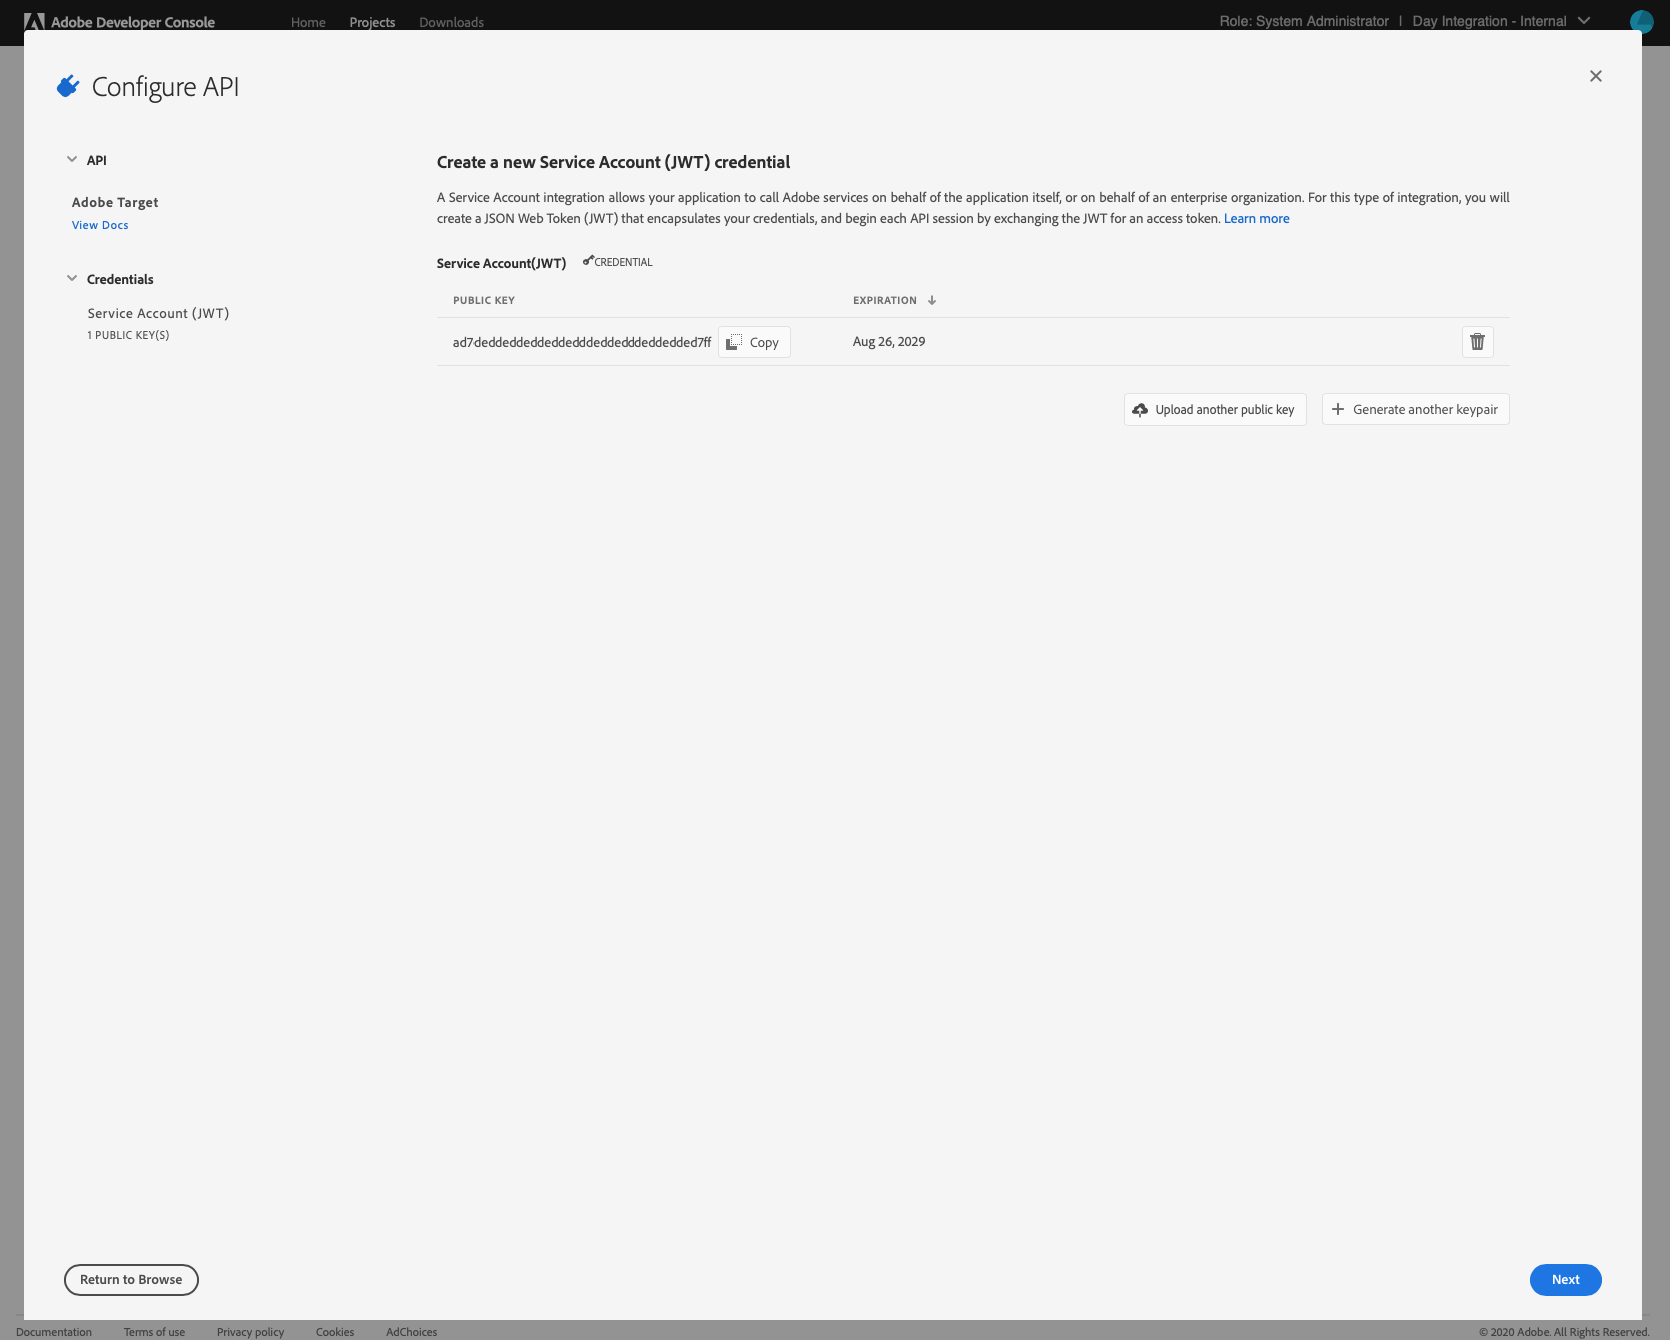 Adobe Developer Console
Home
Projects
Downloads
Role: System Administrator | Day Integration - Internal
Configure API
API
Adobe Target
View Docs
Credentials
Service Account (JWT)
1 PUBLIC KEY(S)
Create a new Service Account (JWT) credential
A Service Account integration allows your application to call Adobe services on behalf of the application itself, or on behalf of an enterprise organization. For this type of integration, you will
create a JSON Web Token (JWT) that encapsulates your credentials, and begin each API session by exchanging the JWT for an access token. Learn more
Service Account(JWT) CREDENTIAL
PUBLIC KEY EXPIRATION
ad7deddeddeddeddedddeddedddeddedded7ff Copy Aug 26, 2029
Upload another public key Generate another keypair
Return to Browse Next
Documentation Terms of use Privacy policy Cookies AdChoices © 2020 Adobe. All Rights Reserved.